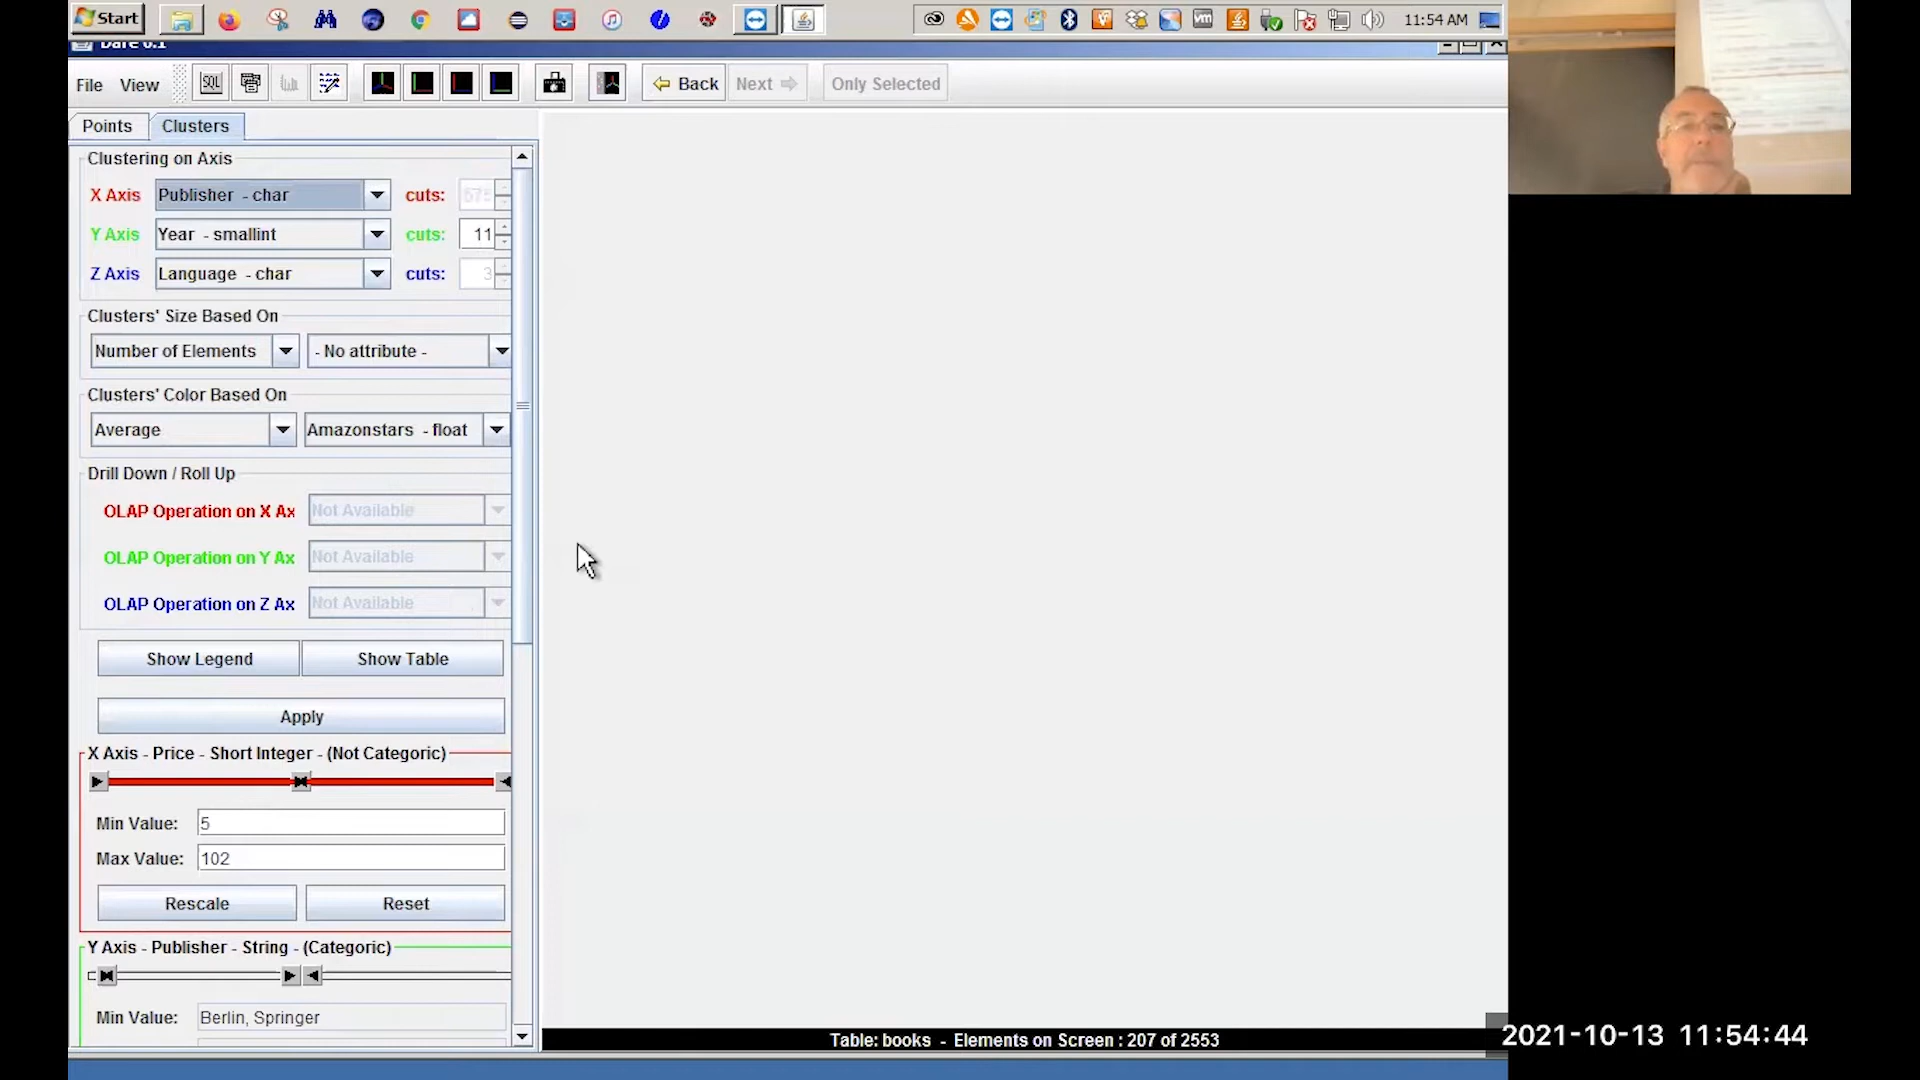 Start
11:54 AM
Dare 6.1
File View
SQL
Back Next Only Selected
Points Clusters
Clustering on Axis
X Axis Publisher - char cuts:
Y Axis Year - smallint cuts: 11
Z Axis Language - char cuts: 3
Clusters' Size Based On
Number of Elements - No attribute -
Clusters' Color Based On
Average Amazonstars - float
Drill Down / Roll Up
OLAP Operation on X Ax Not Available
OLAP Operation on Y Ax Not Available
OLAP Operation on Z Ax Not Available
Show Legend Show Table
Apply
X Axis - Price - Short Integer - (Not Categoric)
Min Value: 5
Max Value: 102
Rescale Reset
Y Axis - Publisher - String - (Categoric)
Min Value: Berlin, Springer
Table: books - Elements on Screen : 207 of 2553
2021-10-13 11:54:44